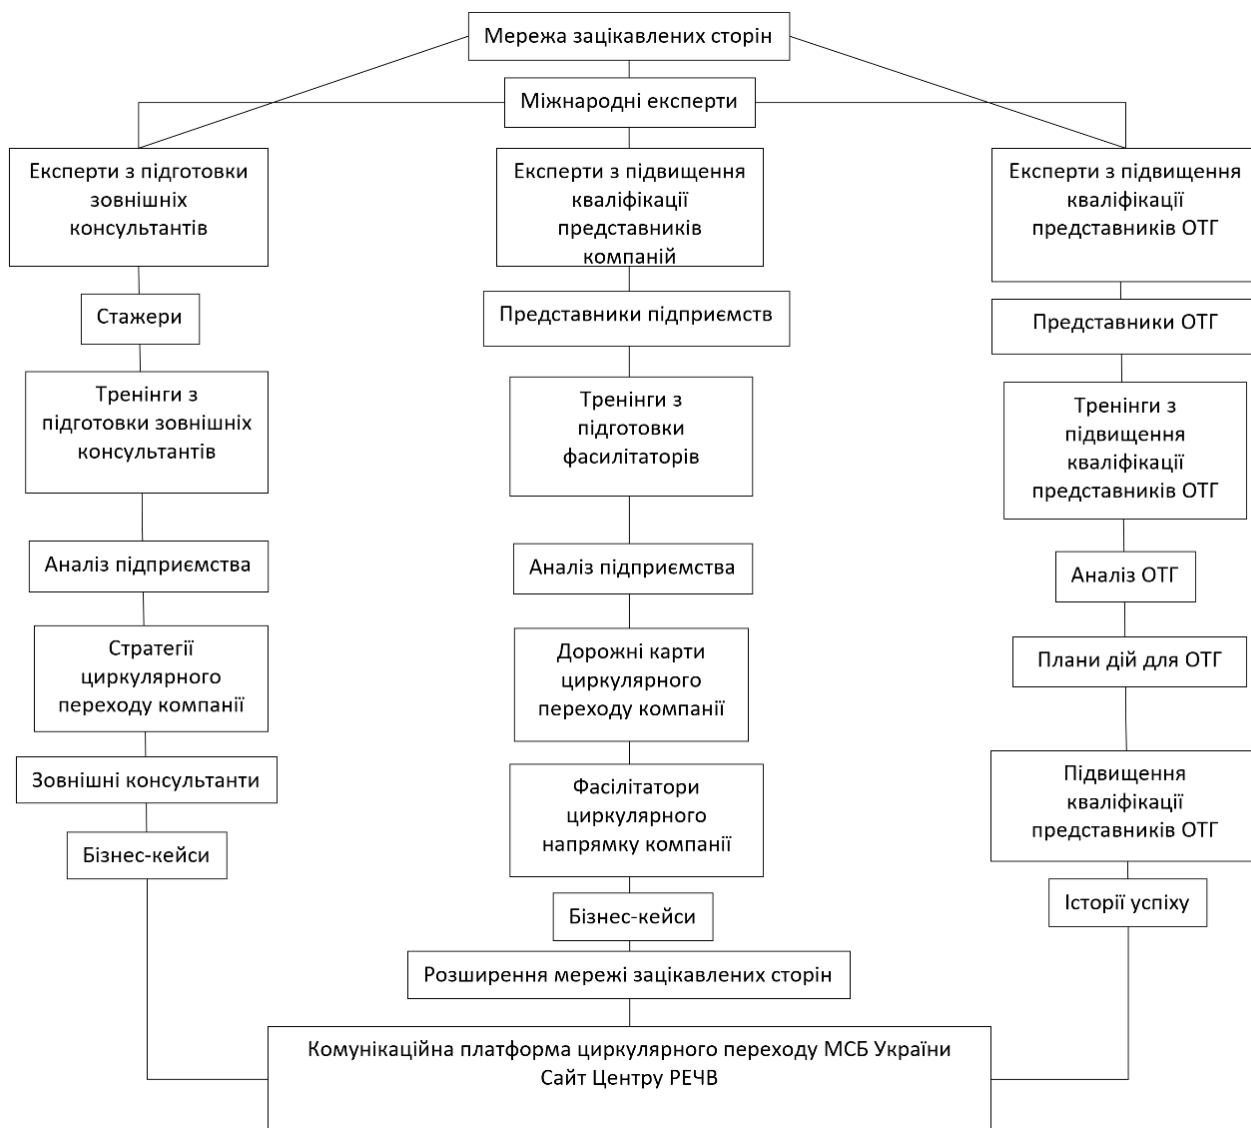 Мережа зацікавлених сторін
Міжнародні експерти
Експерти з підготовки
зовнішніх
консультантів
Експерти з підвищення
кваліфікації
представників
компаній
Експерти з підвищення
кваліфікації
представників ОТГ
Стажери
Представники підприємств
Представники ОТГ
Тренінги з
підготовки зовнішніх
консультантів
Тренінги з
підготовки
фасилітаторів
Тренінги з
підвищення
кваліфікації
представників ОТГ
Аналіз підприємства
Аналіз підприємства
Аналіз ОТГ
Стратегії
циркулярного
переходу компанії
Дорожні карти
циркулярного
переходу компанії
Плани дій для ОТГ
Зовнішні консультанти
Фасілітатори
циркулярного
напрямку компанії
Підвищення
кваліфікації
представників ОТГ
Бізнес-кейси
Бізнес-кейси
Історії успіху
Розширення мережі зацікавлених сторін
Комунікаційна платформа циркулярного переходу МСБ України
Сайт Центру РЕЧВ